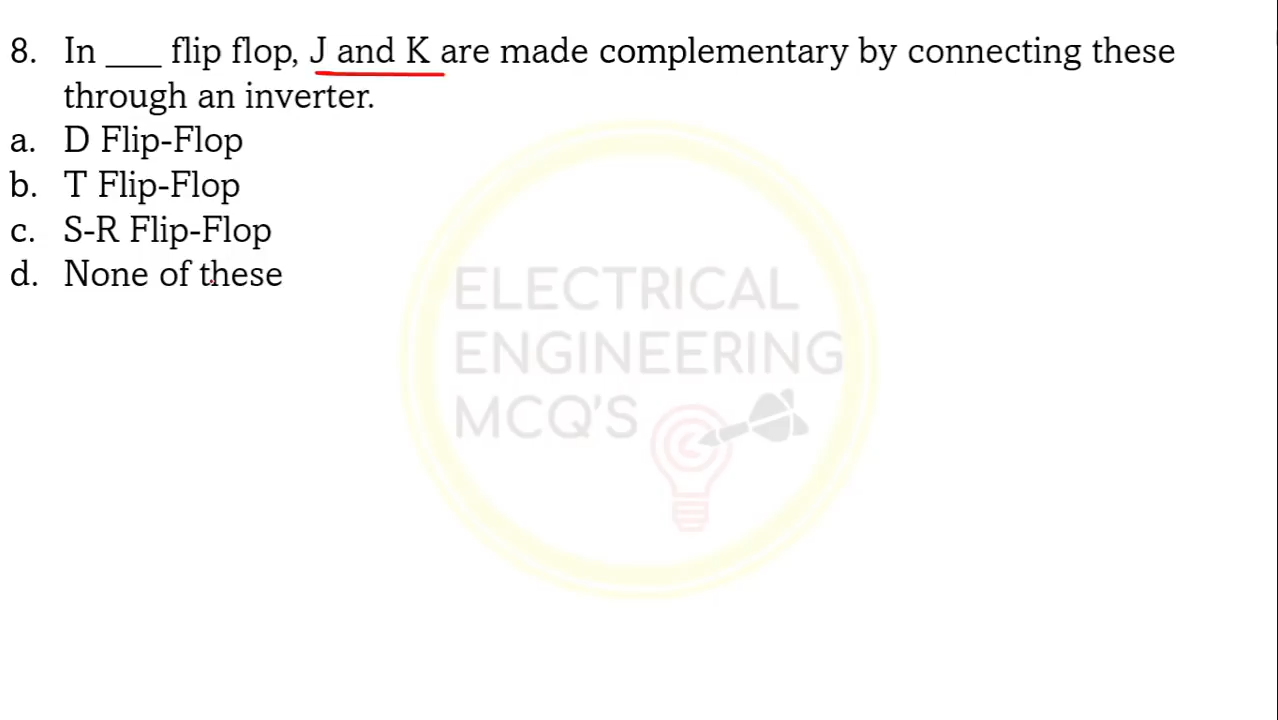 8. In ___ flip flop, J and K are made complementary by connecting these
through an inverter.
a. D Flip-Flop
b. T Flip-Flop
c. S-R Flip-Flop
d. None of these
ELECTRICAL
ENGINEERING
MCQ'S